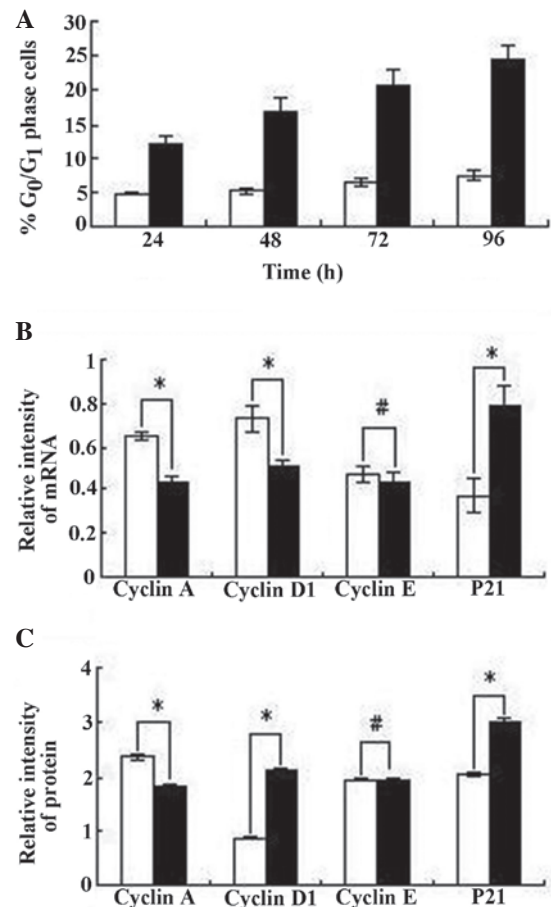 A
% G0/G1 phase cells
30
25
20
15
10
5
0
24 48 72 96
Time (h)
B
Relative intensity
of mRNA
1
0.8
0.6
0.4
0.2
0
* * # *
Cyclin A Cyclin D1 Cyclin E P21
C
Relative intensity
of protein
4
3
2
1
0
* * # *
Cyclin A Cyclin D1 Cyclin E P21